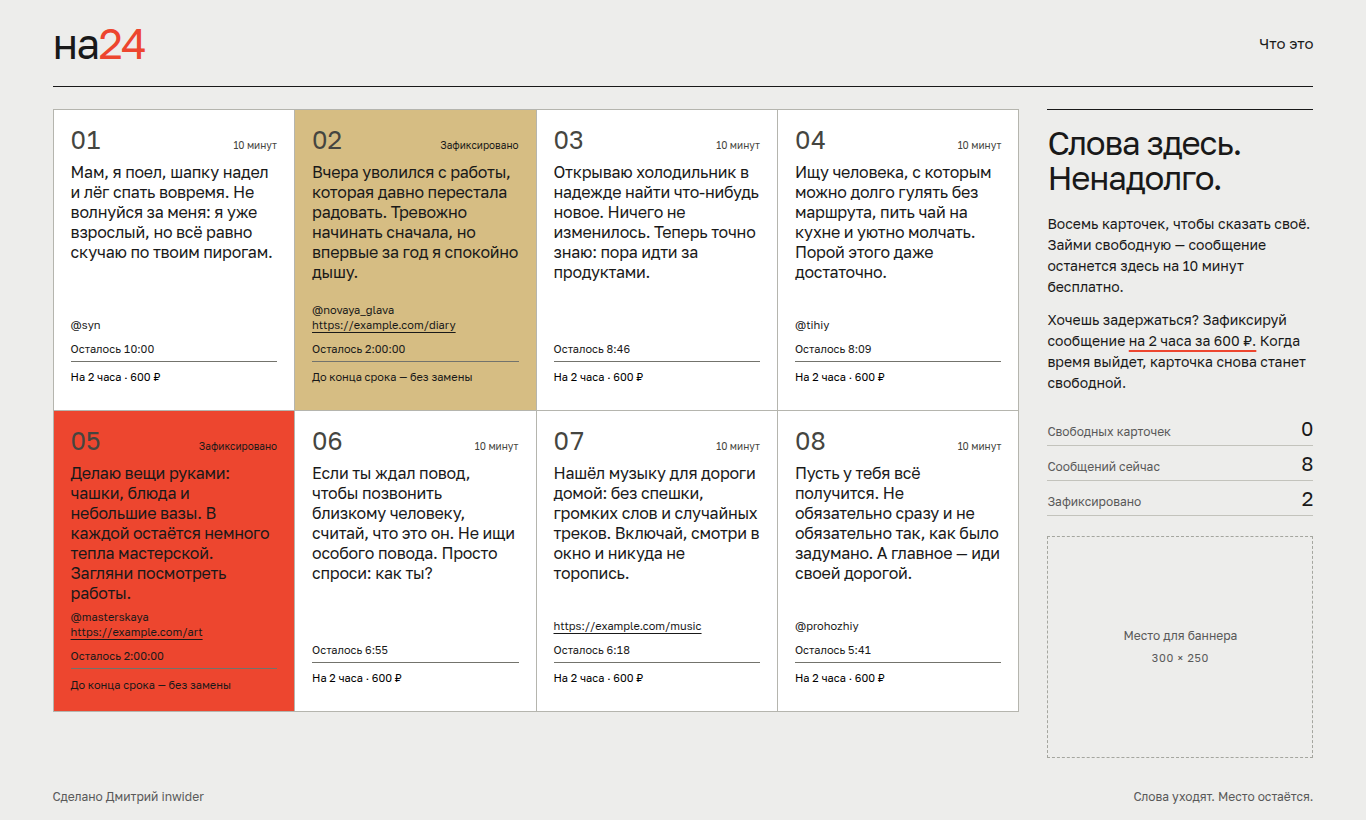 на24
Что это
01
10 минут
Мам, я поел, шапку надел
и лёг спать вовремя. Не
волнуйся за меня: я уже
взрослый, но всё равно
скучаю по твоим пирогам.
@syn
Осталось 10:00
На 2 часа · 600 ₽
02
Зафиксировано
Вчера уволился с работы,
которая давно перестала
радовать. Тревожно
начинать сначала, но
впервые за год я спокойно
дышу.
@novaya_glava
https://example.com/diary
Осталось 2:00:00
До конца срока — без замены
03
10 минут
Открываю холодильник в
надежде найти что-нибудь
новое. Ничего не
изменилось. Теперь точно
знаю: пора идти за
продуктами.
Осталось 8:46
На 2 часа · 600 ₽
04
10 минут
Ищу человека, с которым
можно долго гулять без
маршрута, пить чай на
кухне и уютно молчать.
Порой этого даже
достаточно.
@tihiy
Осталось 8:09
На 2 часа · 600 ₽
05
Зафиксировано
Делаю вещи руками:
чашки, блюда и
небольшие вазы. В
каждой остаётся немного
тепла мастерской.
Загляни посмотреть
работы.
@masterskaya
https://example.com/art
Осталось 2:00:00
До конца срока — без замены
06
10 минут
Если ты ждал повод,
чтобы позвонить
близкому человеку,
считай, что это он. Не ищи
особого повода. Просто
спроси: как ты?
Осталось 6:55
На 2 часа · 600 ₽
07
10 минут
Нашёл музыку для дороги
домой: без спешки,
громких слов и случайных
треков. Включай, смотри в
окно и никуда не
торопись.
https://example.com/music
Осталось 6:18
На 2 часа · 600 ₽
08
10 минут
Пусть у тебя всё
получится. Не
обязательно сразу и не
обязательно так, как было
задумано. А главное — иди
своей дорогой.
@prohozhiy
Осталось 5:41
На 2 часа · 600 ₽
Слова здесь.
Ненадолго.
Восемь карточек, чтобы сказать своё.
Займи свободную — сообщение
останется здесь на 10 минут
бесплатно.
Хочешь задержаться? Зафиксируй
сообщение на 2 часа за 600 ₽. Когда
время выйдет, карточка снова станет
свободной.
Свободных карточек 0
Сообщений сейчас 8
Зафиксировано 2
Место для баннера
300 × 250
Сделано Дмитрий inwider
Слова уходят. Место остаётся.